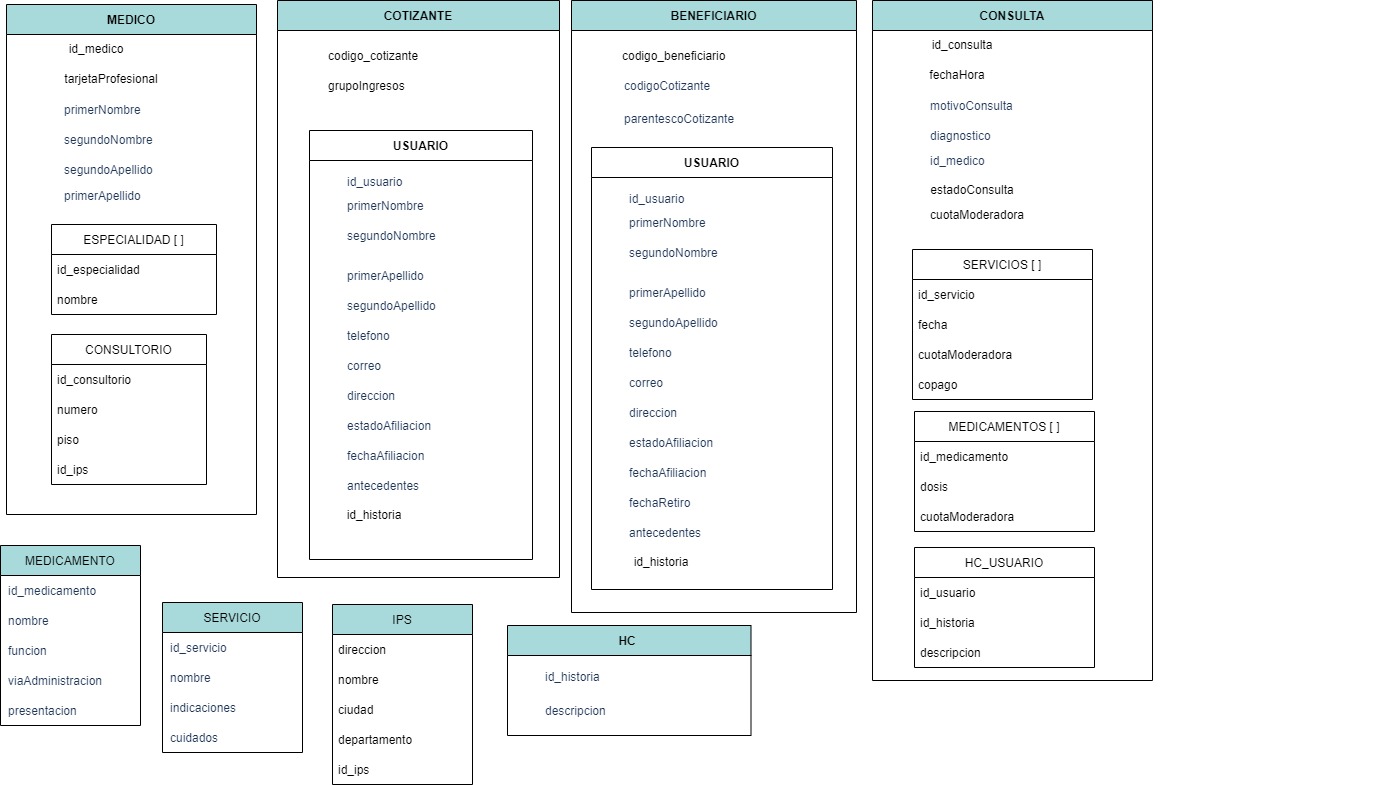 MEDICO
id_medico
tarjetaProfesional
primerNombre
segundoNombre
segundoApellido
primerApellido
ESPECIALIDAD [ ]
id_especialidad
nombre
CONSULTORIO
id_consultorio
numero
piso
id_ips
COTIZANTE
codigo_cotizante
grupoIngresos
USUARIO
id_usuario
primerNombre
segundoNombre
primerApellido
segundoApellido
telefono
correo
direccion
estadoAfiliacion
fechaAfiliacion
antecedentes
id_historia
BENEFICIARIO
codigo_beneficiario
codigoCotizante
parentescoCotizante
USUARIO
id_usuario
primerNombre
segundoNombre
primerApellido
segundoApellido
telefono
correo
direccion
estadoAfiliacion
fechaAfiliacion
fechaRetiro
antecedentes
id_historia
CONSULTA
id_consulta
fechaHora
motivoConsulta
diagnostico
id_medico
estadoConsulta
cuotaModeradora
SERVICIOS [ ]
id_servicio
fecha
cuotaModeradora
copago
MEDICAMENTOS [ ]
id_medicamento
dosis
cuotaModeradora
HC_USUARIO
id_usuario
id_historia
descripcion
MEDICAMENTO
id_medicamento
nombre
funcion
viaAdministracion
presentacion
SERVICIO
id_servicio
nombre
indicaciones
cuidados
IPS
direccion
nombre
ciudad
departamento
id_ips
HC
id_historia
descripcion